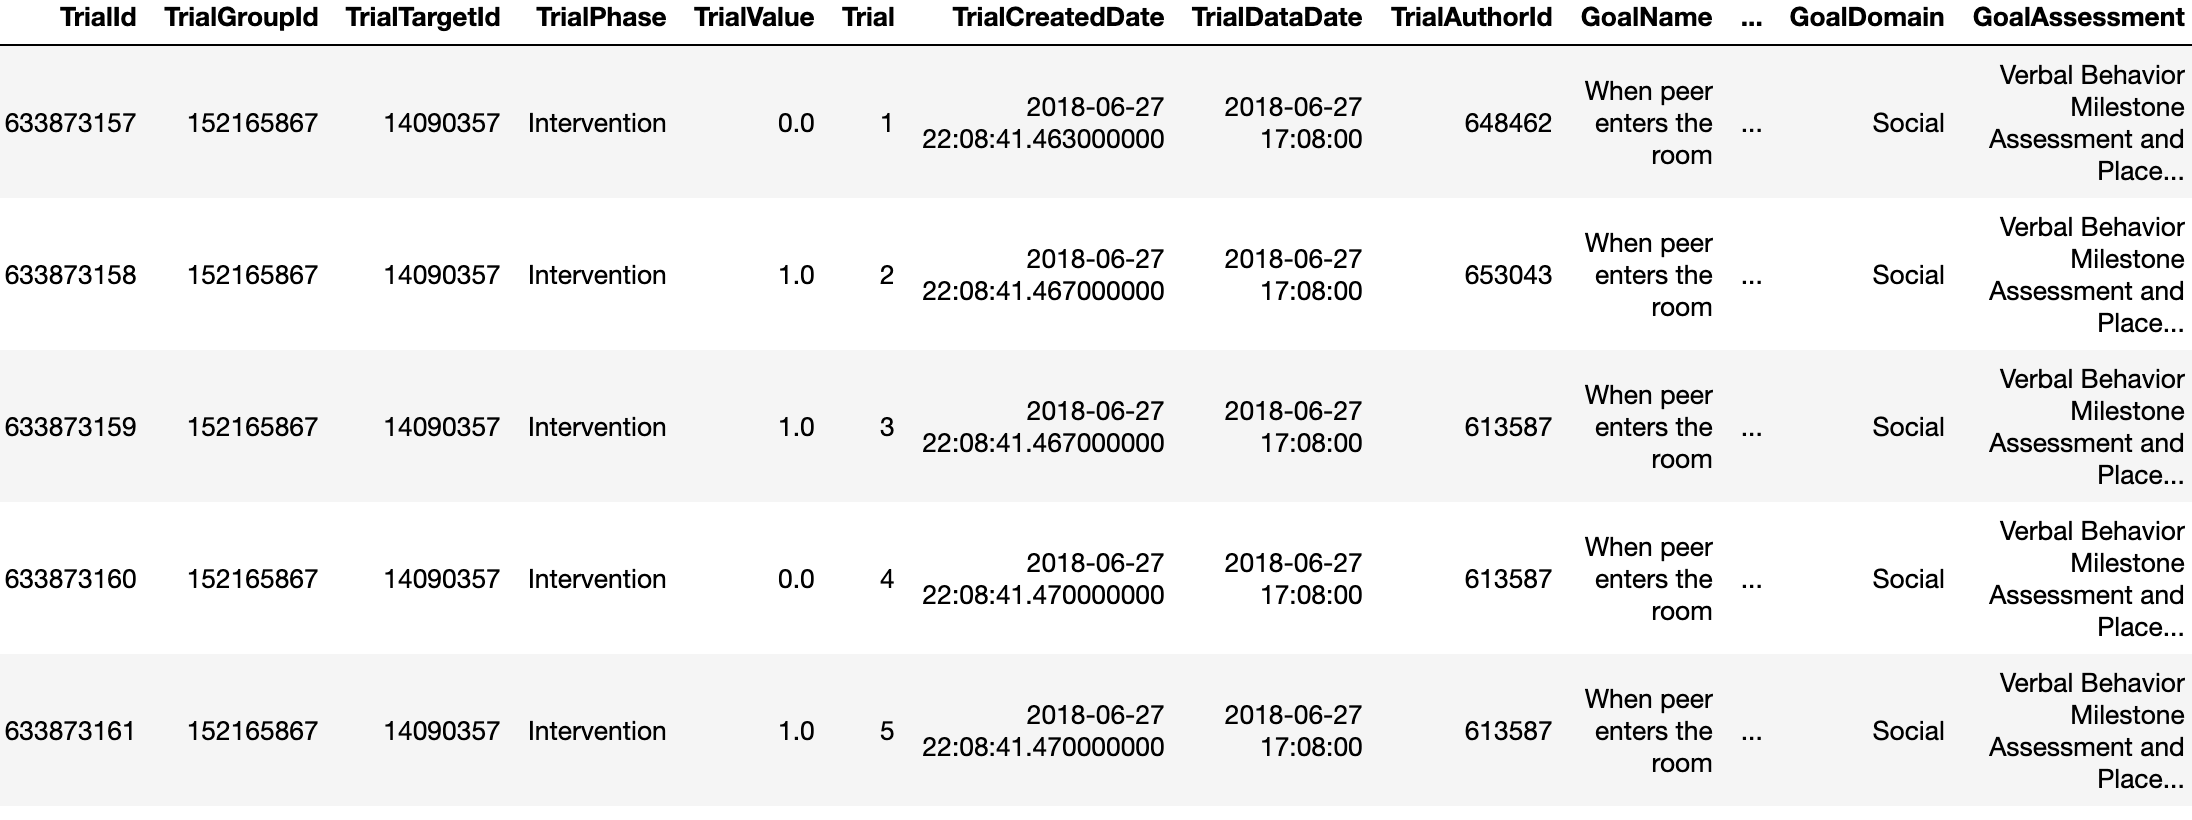 TrialId TrialGroupId TrialTargetId TrialPhase TrialValue Trial TrialCreatedDate TrialDataDate TrialAuthorId GoalName ... GoalDomain GoalAssessment
633873157 152165867 14090357 Intervention 0.0 1 2018-06-27 22:08:41.463000000 2018-06-27 17:08:00 648462 When peer enters the room ... Social Verbal Behavior Milestone Assessment and Place...
633873158 152165867 14090357 Intervention 1.0 2 2018-06-27 22:08:41.467000000 2018-06-27 17:08:00 653043 When peer enters the room ... Social Verbal Behavior Milestone Assessment and Place...
633873159 152165867 14090357 Intervention 1.0 3 2018-06-27 22:08:41.467000000 2018-06-27 17:08:00 613587 When peer enters the room ... Social Verbal Behavior Milestone Assessment and Place...
633873160 152165867 14090357 Intervention 0.0 4 2018-06-27 22:08:41.470000000 2018-06-27 17:08:00 613587 When peer enters the room ... Social Verbal Behavior Milestone Assessment and Place...
633873161 152165867 14090357 Intervention 1.0 5 2018-06-27 22:08:41.470000000 2018-06-27 17:08:00 613587 When peer enters the room ... Social Verbal Behavior Milestone Assessment and Place...